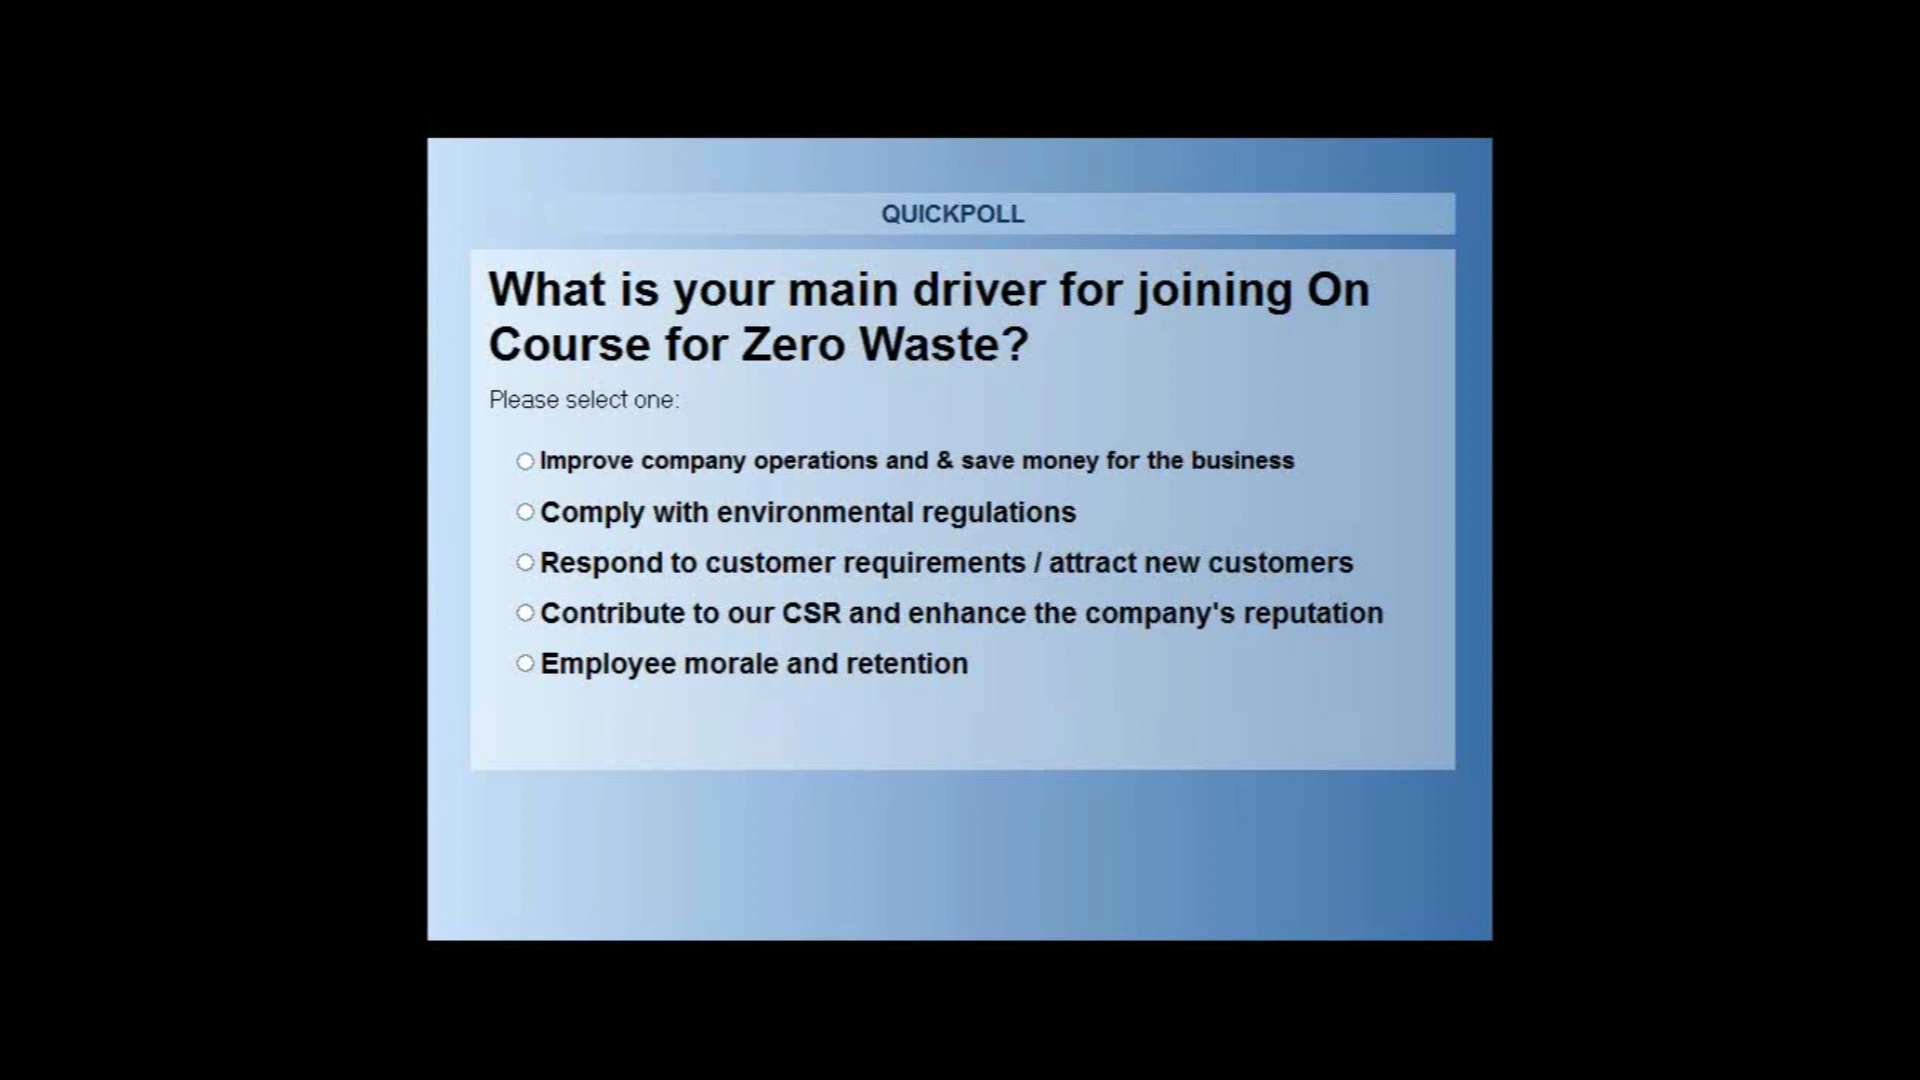 QUICKPOLL
What is your main driver for joining On
Course for Zero Waste?
Please select one:
Improve company operations and & save money for the business
Comply with environmental regulations
Respond to customer requirements / attract new customers
Contribute to our CSR and enhance the company's reputation
Employee morale and retention